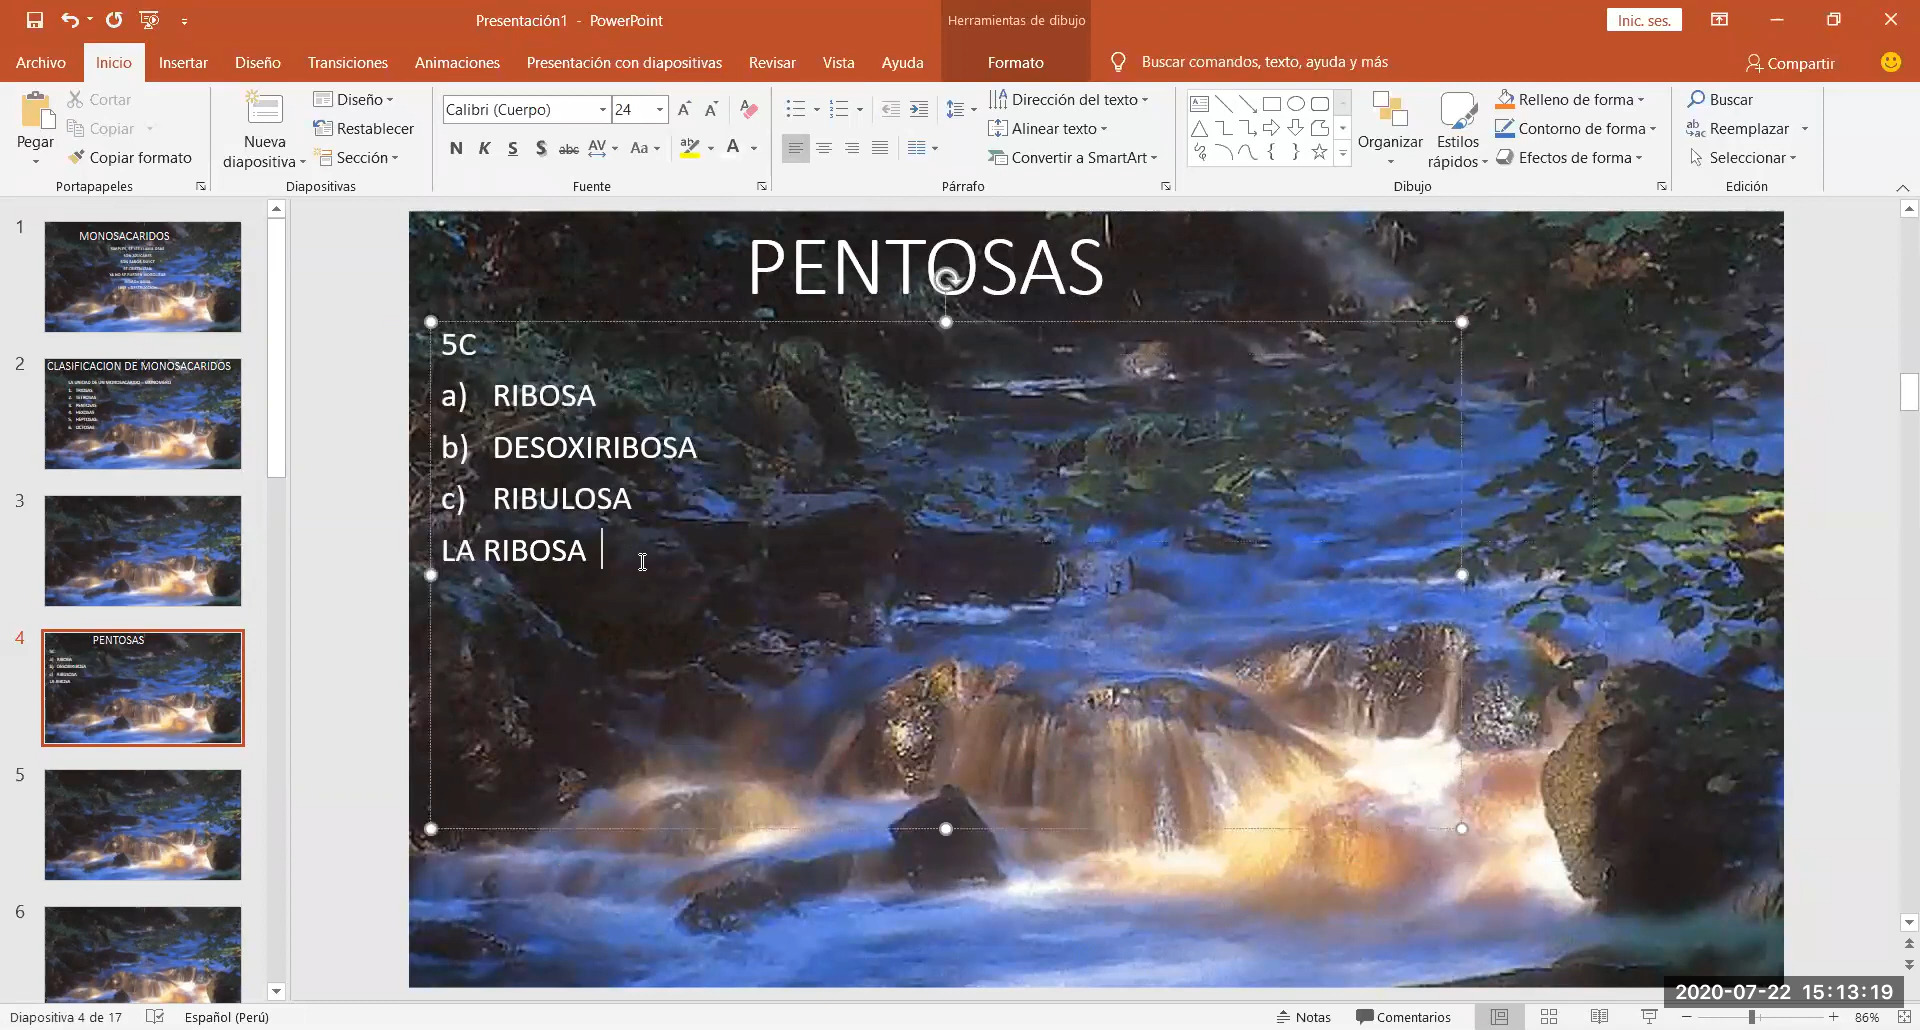 Presentación1 - PowerPoint
Herramientas de dibujo
Inic. ses.
Archivo Inicio Insertar Diseño Transiciones Animaciones Presentación con diapositivas Revisar Vista Ayuda Formato Buscar comandos, texto, ayuda y más Compartir
Pegar
Cortar
Copiar
Copiar formato
Portapapeles
Nueva diapositiva
Diseño
Restablecer
Sección
Diapositivas
Calibri (Cuerpo) 24
N K S S abc AV Aa ab A
Fuente
Dirección del texto
Alinear texto
Convertir a SmartArt
Párrafo
Organizar
Estilos rápidos
Relleno de forma
Contorno de forma
Efectos de forma
Dibujo
Buscar
Reemplazar
Seleccionar
Edición
1
MONOSACARIDOS
2
CLASIFICACION DE MONOSACARIDOS
3
4
PENTOSAS
5
6
PENTOSAS
5C
a) RIBOSA
b) DESOXIRIBOSA
c) RIBULOSA
LA RIBOSA
2020-07-22 15:13:19
Diapositiva 4 de 17 Español (Perú) Notas Comentarios 86%